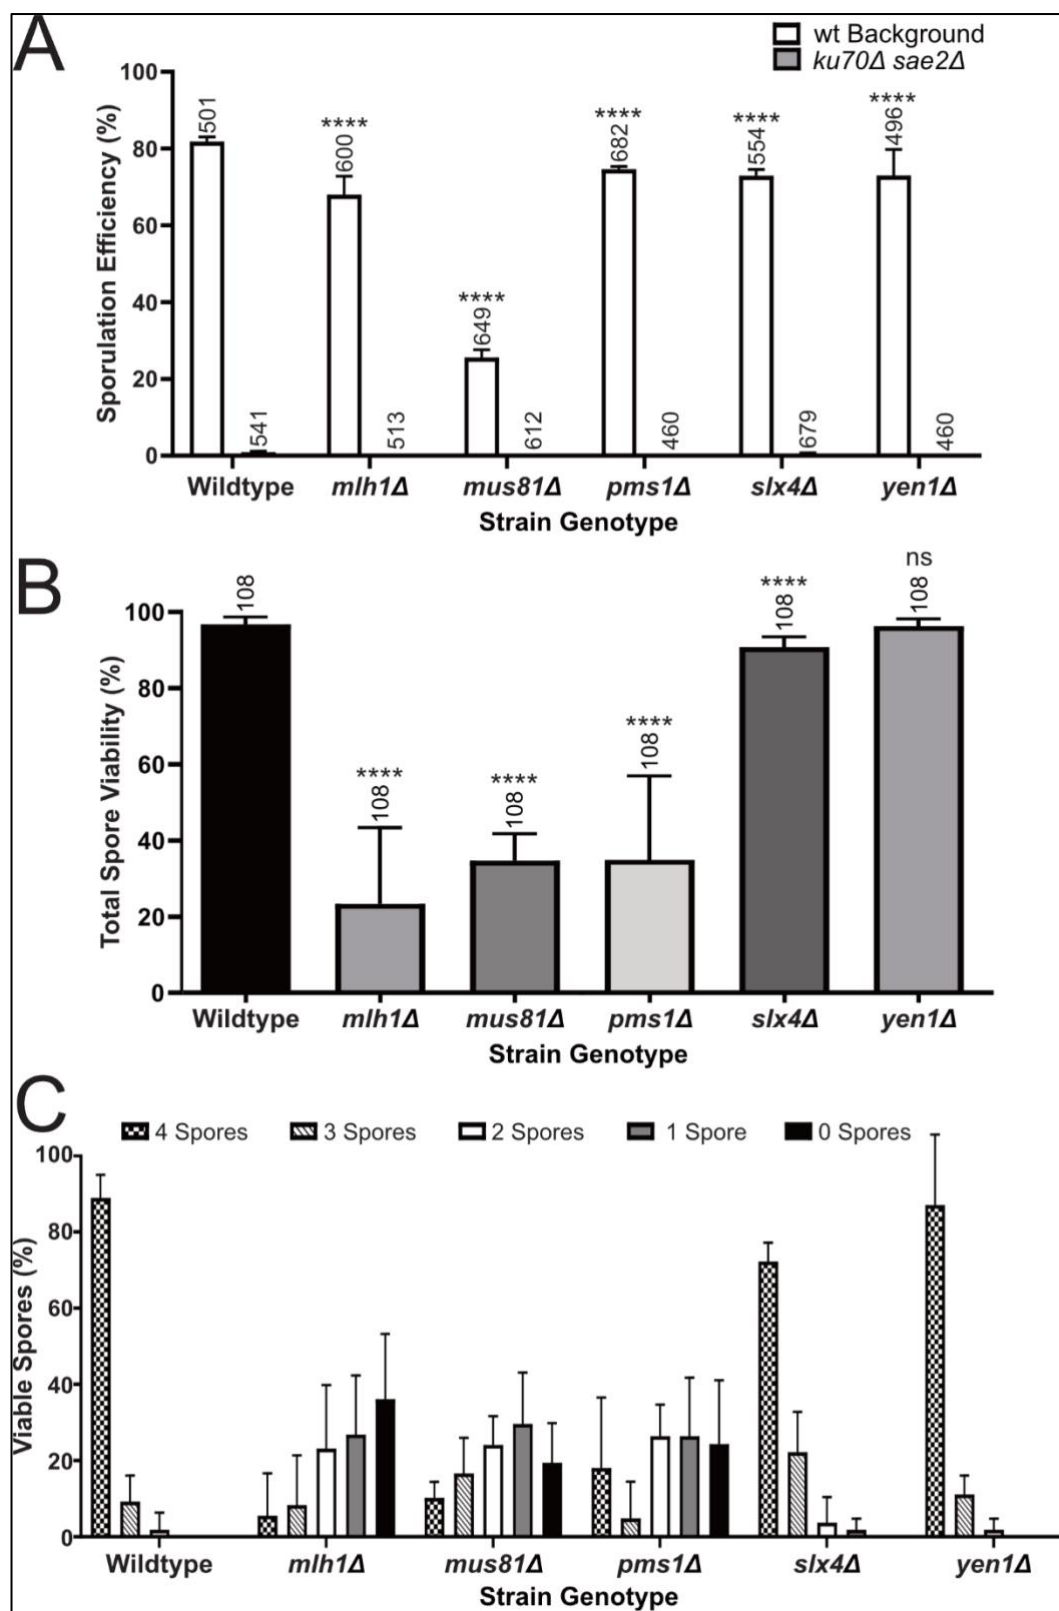 A
wt Background
ku70Δ sae2Δ
Sporulation Efficiency (%)
100
80
60
40
20
0
501
541
****
600
513
****
649
612
****
682
460
****
554
679
****
496
460
Wildtype mlh1Δ mus81Δ pms1Δ slx4Δ yen1Δ
Strain Genotype
B
Total Spore Viability (%)
100
80
60
40
20
0
108
****
108
****
108
****
108
****
108
ns
108
Wildtype mlh1Δ mus81Δ pms1Δ slx4Δ yen1Δ
Strain Genotype
C
4 Spores 3 Spores 2 Spores 1 Spore 0 Spores
Viable Spores (%)
100
80
60
40
20
0
Wildtype mlh1Δ mus81Δ pms1Δ slx4Δ yen1Δ
Strain Genotype